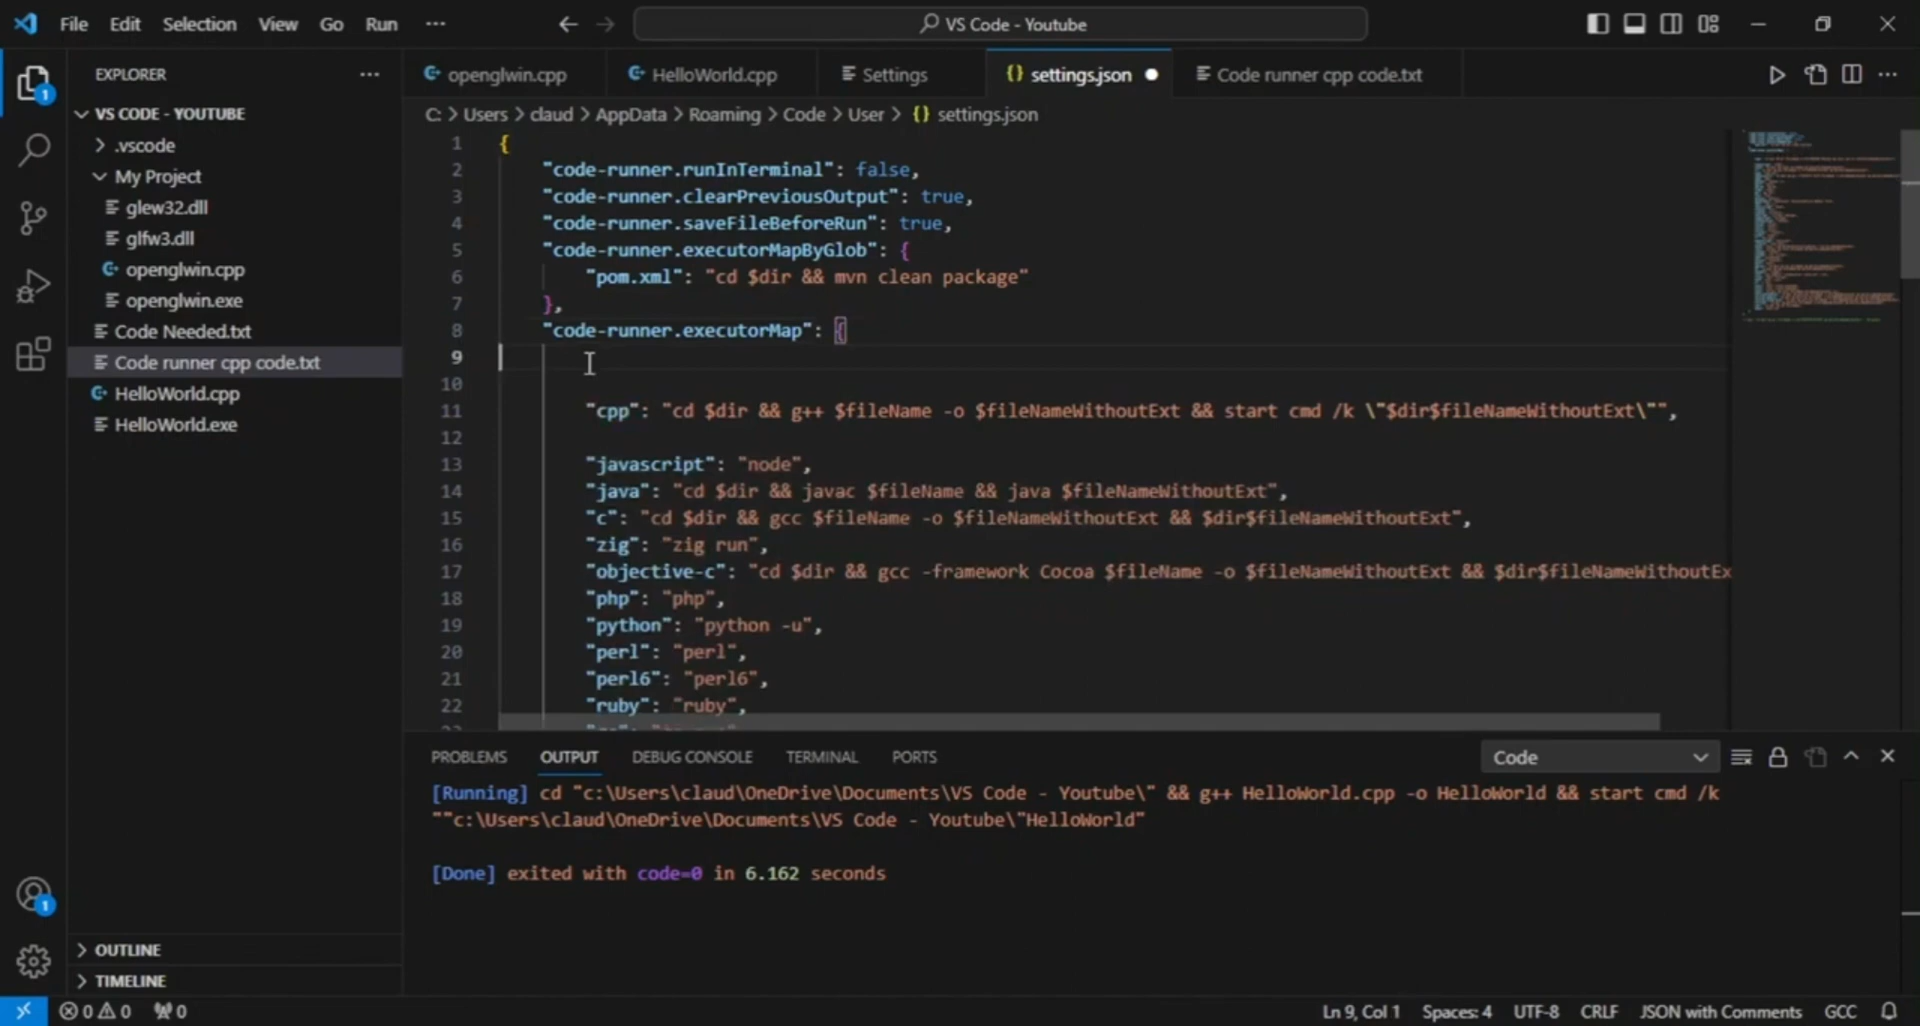 File Edit Selection View Go Run ··· VS Code - Youtube
EXPLORER ···
VS CODE - YOUTUBE
.vscode
My Project
glew32.dll
glfw3.dll
openglwin.cpp
openglwin.exe
Code Needed.txt
Code runner cpp code.txt
HelloWorld.cpp
HelloWorld.exe
OUTLINE
TIMELINE
openglwin.cpp HelloWorld.cpp Settings {} settings.json Code runner cpp code.txt
C: > Users > claud > AppData > Roaming > Code > User > {} settings.json
1 {
2 "code-runner.runInTerminal": false,
3 "code-runner.clearPreviousOutput": true,
4 "code-runner.saveFileBeforeRun": true,
5 "code-runner.executorMapByGlob": {
6 "pom.xml": "cd $dir && mvn clean package"
7 },
8 "code-runner.executorMap": {
9
10
11 "cpp": "cd $dir && g++ $fileName -o $fileNameWithoutExt && start cmd /k \"$dir$fileNameWithoutExt\"",
12
13 "javascript": "node",
14 "java": "cd $dir && javac $fileName && java $fileNameWithoutExt",
15 "c": "cd $dir && gcc $fileName -o $fileNameWithoutExt && $dir$fileNameWithoutExt",
16 "zig": "zig run",
17 "objective-c": "cd $dir && gcc -framework Cocoa $fileName -o $fileNameWithoutExt && $dir$fileNameWithoutEx
18 "php": "php",
19 "python": "python -u",
20 "perl": "perl",
21 "perl6": "perl6",
22 "ruby": "ruby",
PROBLEMS OUTPUT DEBUG CONSOLE TERMINAL PORTS Code
[Running] cd "c:\Users\claud\OneDrive\Documents\VS Code - Youtube\" && g++ HelloWorld.cpp -o HelloWorld && start cmd /k
""c:\Users\claud\OneDrive\Documents\VS Code - Youtube\"HelloWorld"
[Done] exited with code=0 in 6.162 seconds
1
1
0 0 0 Ln 9, Col 1 Spaces: 4 UTF-8 CRLF JSON with Comments GCC